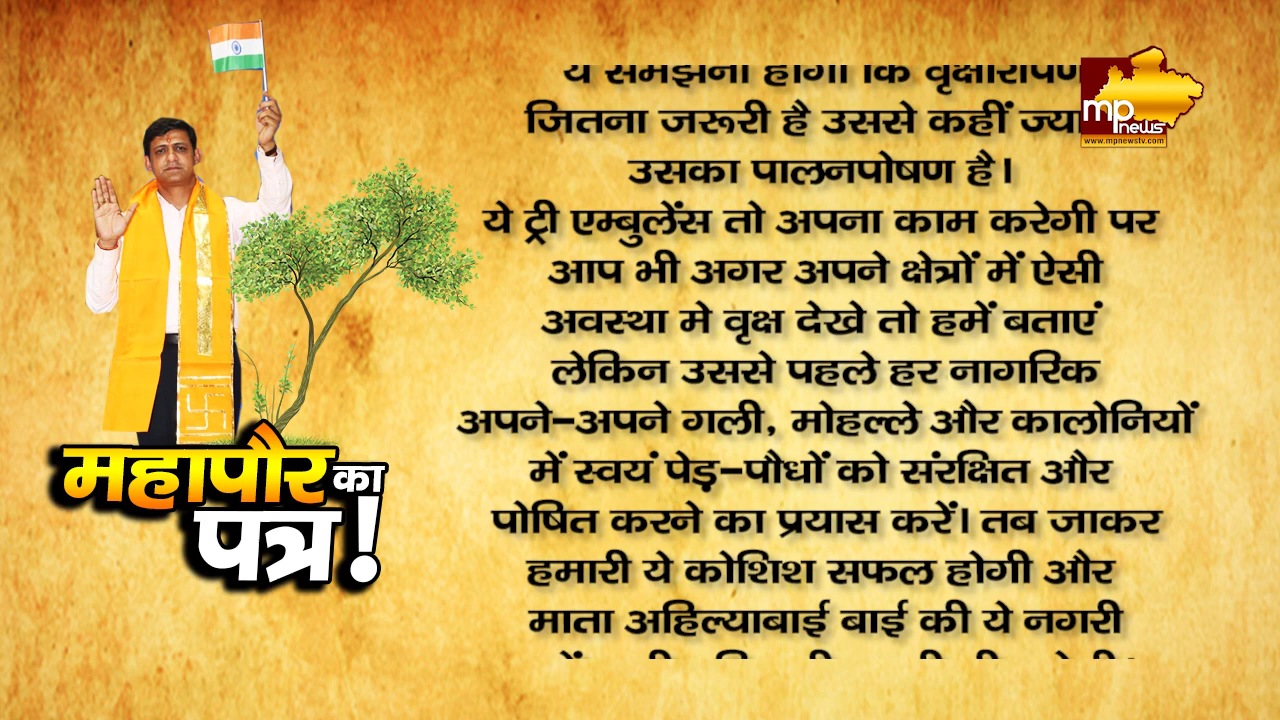 ये समझना होगा कि वृक्षारोपण
जितना जरूरी है उससे कहीं
उसका पालनपोषण है।
ये ट्री एम्बुलेंस तो अपना काम करेगी पर
आप भी अगर अपने क्षेत्रों में ऐसी
अवस्था मे वृक्ष देखे तो हमें बताएं
लेकिन उससे पहले हर नागरिक
अपने-अपने गली, मोहल्ले और कालोनियों
में स्वयं पेड़-पौधों को संरक्षित और
पोषित करने का प्रयास करें। तब जाकर
हमारी ये कोशिश सफल होगी और
माता अहिल्याबाई बाई की ये नगरी
महापौर का
पत्र!
mp
news
www.mpnewstv.com